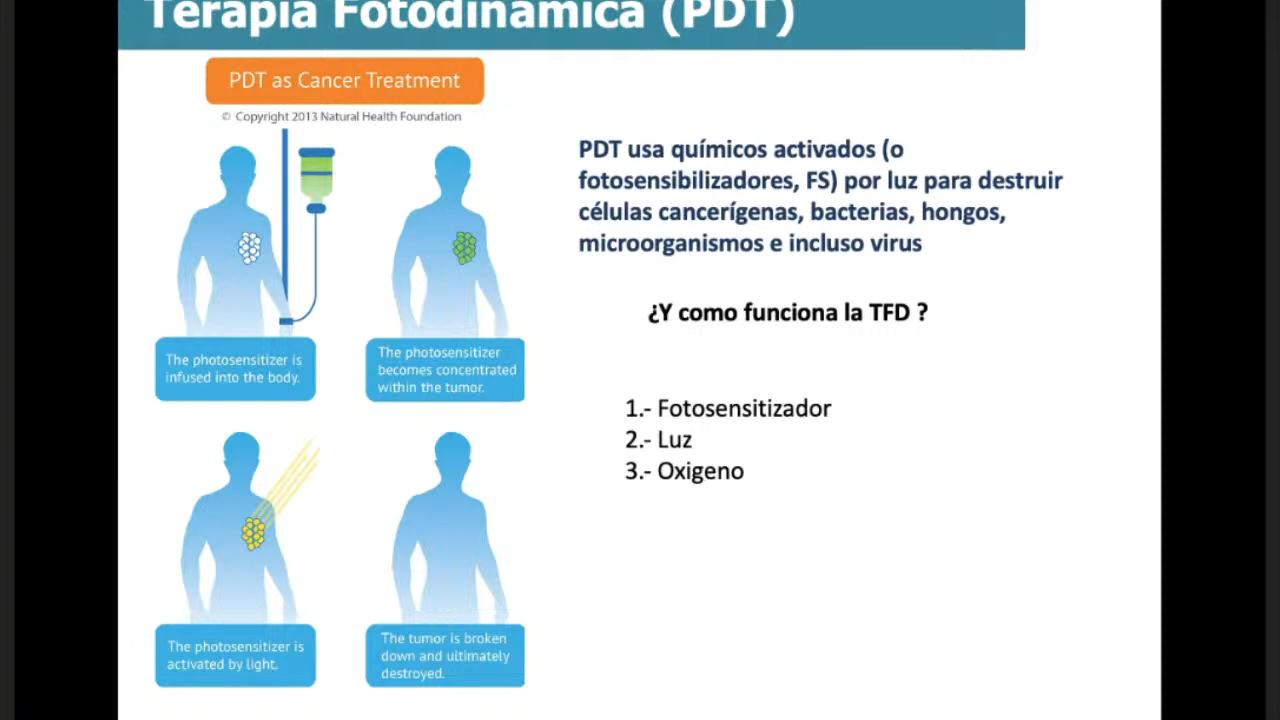 Terapia Fotodinámica (PDT)
PDT as Cancer Treatment
© Copyright 2013 Natural Health Foundation
The photosensitizer is
infused into the body.
The photosensitizer
becomes concentrated
within the tumor.
The photosensitizer is
activated by light.
The tumor is broken
down and ultimately
destroyed.
PDT usa químicos activados (o
fotosensibilizadores, FS) por luz para destruir
células cancerígenas, bacterias, hongos,
microorganismos e incluso virus
¿Y como funciona la TFD ?
1.- Fotosensitizador
2.- Luz
3.- Oxigeno